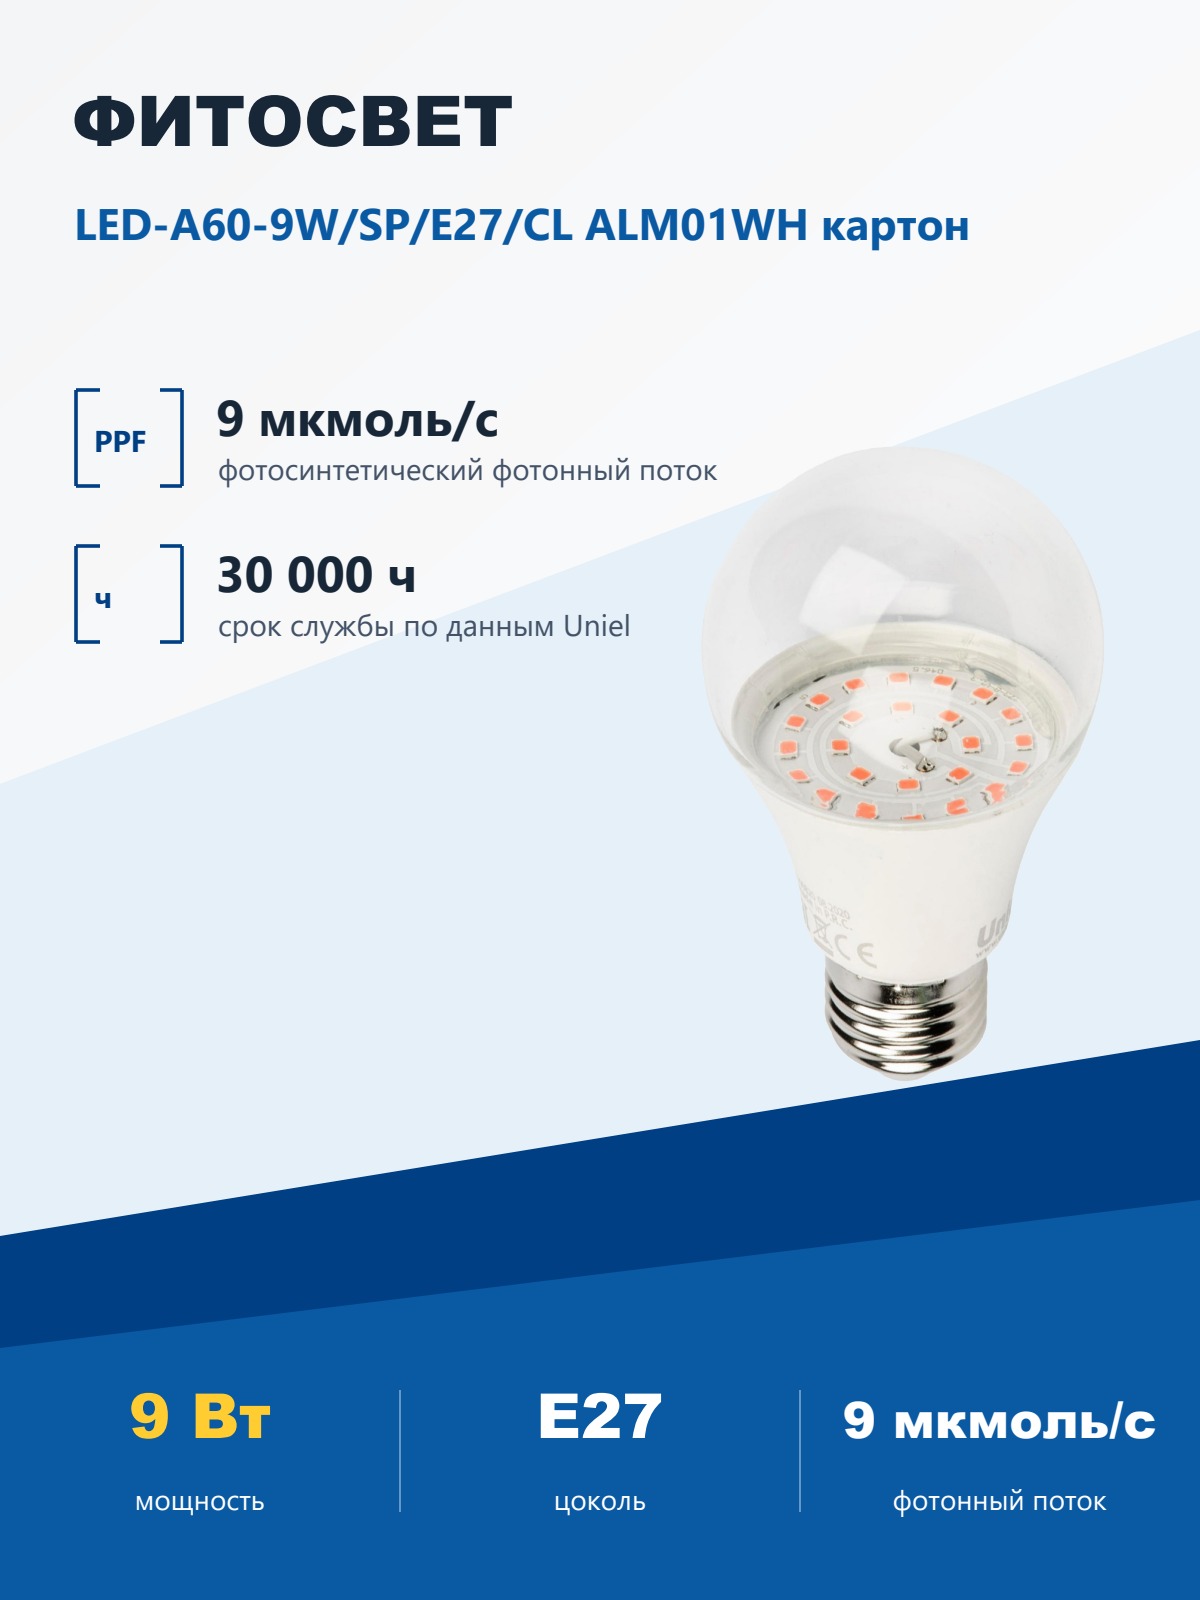 ФИТОСВЕТ
LED-A60-9W/SP/E27/CL ALM01WH картон
PPF
9 мкмоль/с
фотосинтетический фотонный поток
ч
30 000 ч
срок службы по данным Uniel
CE
9 Вт
мощность
E27
цоколь
9 мкмоль/с
фотонный поток